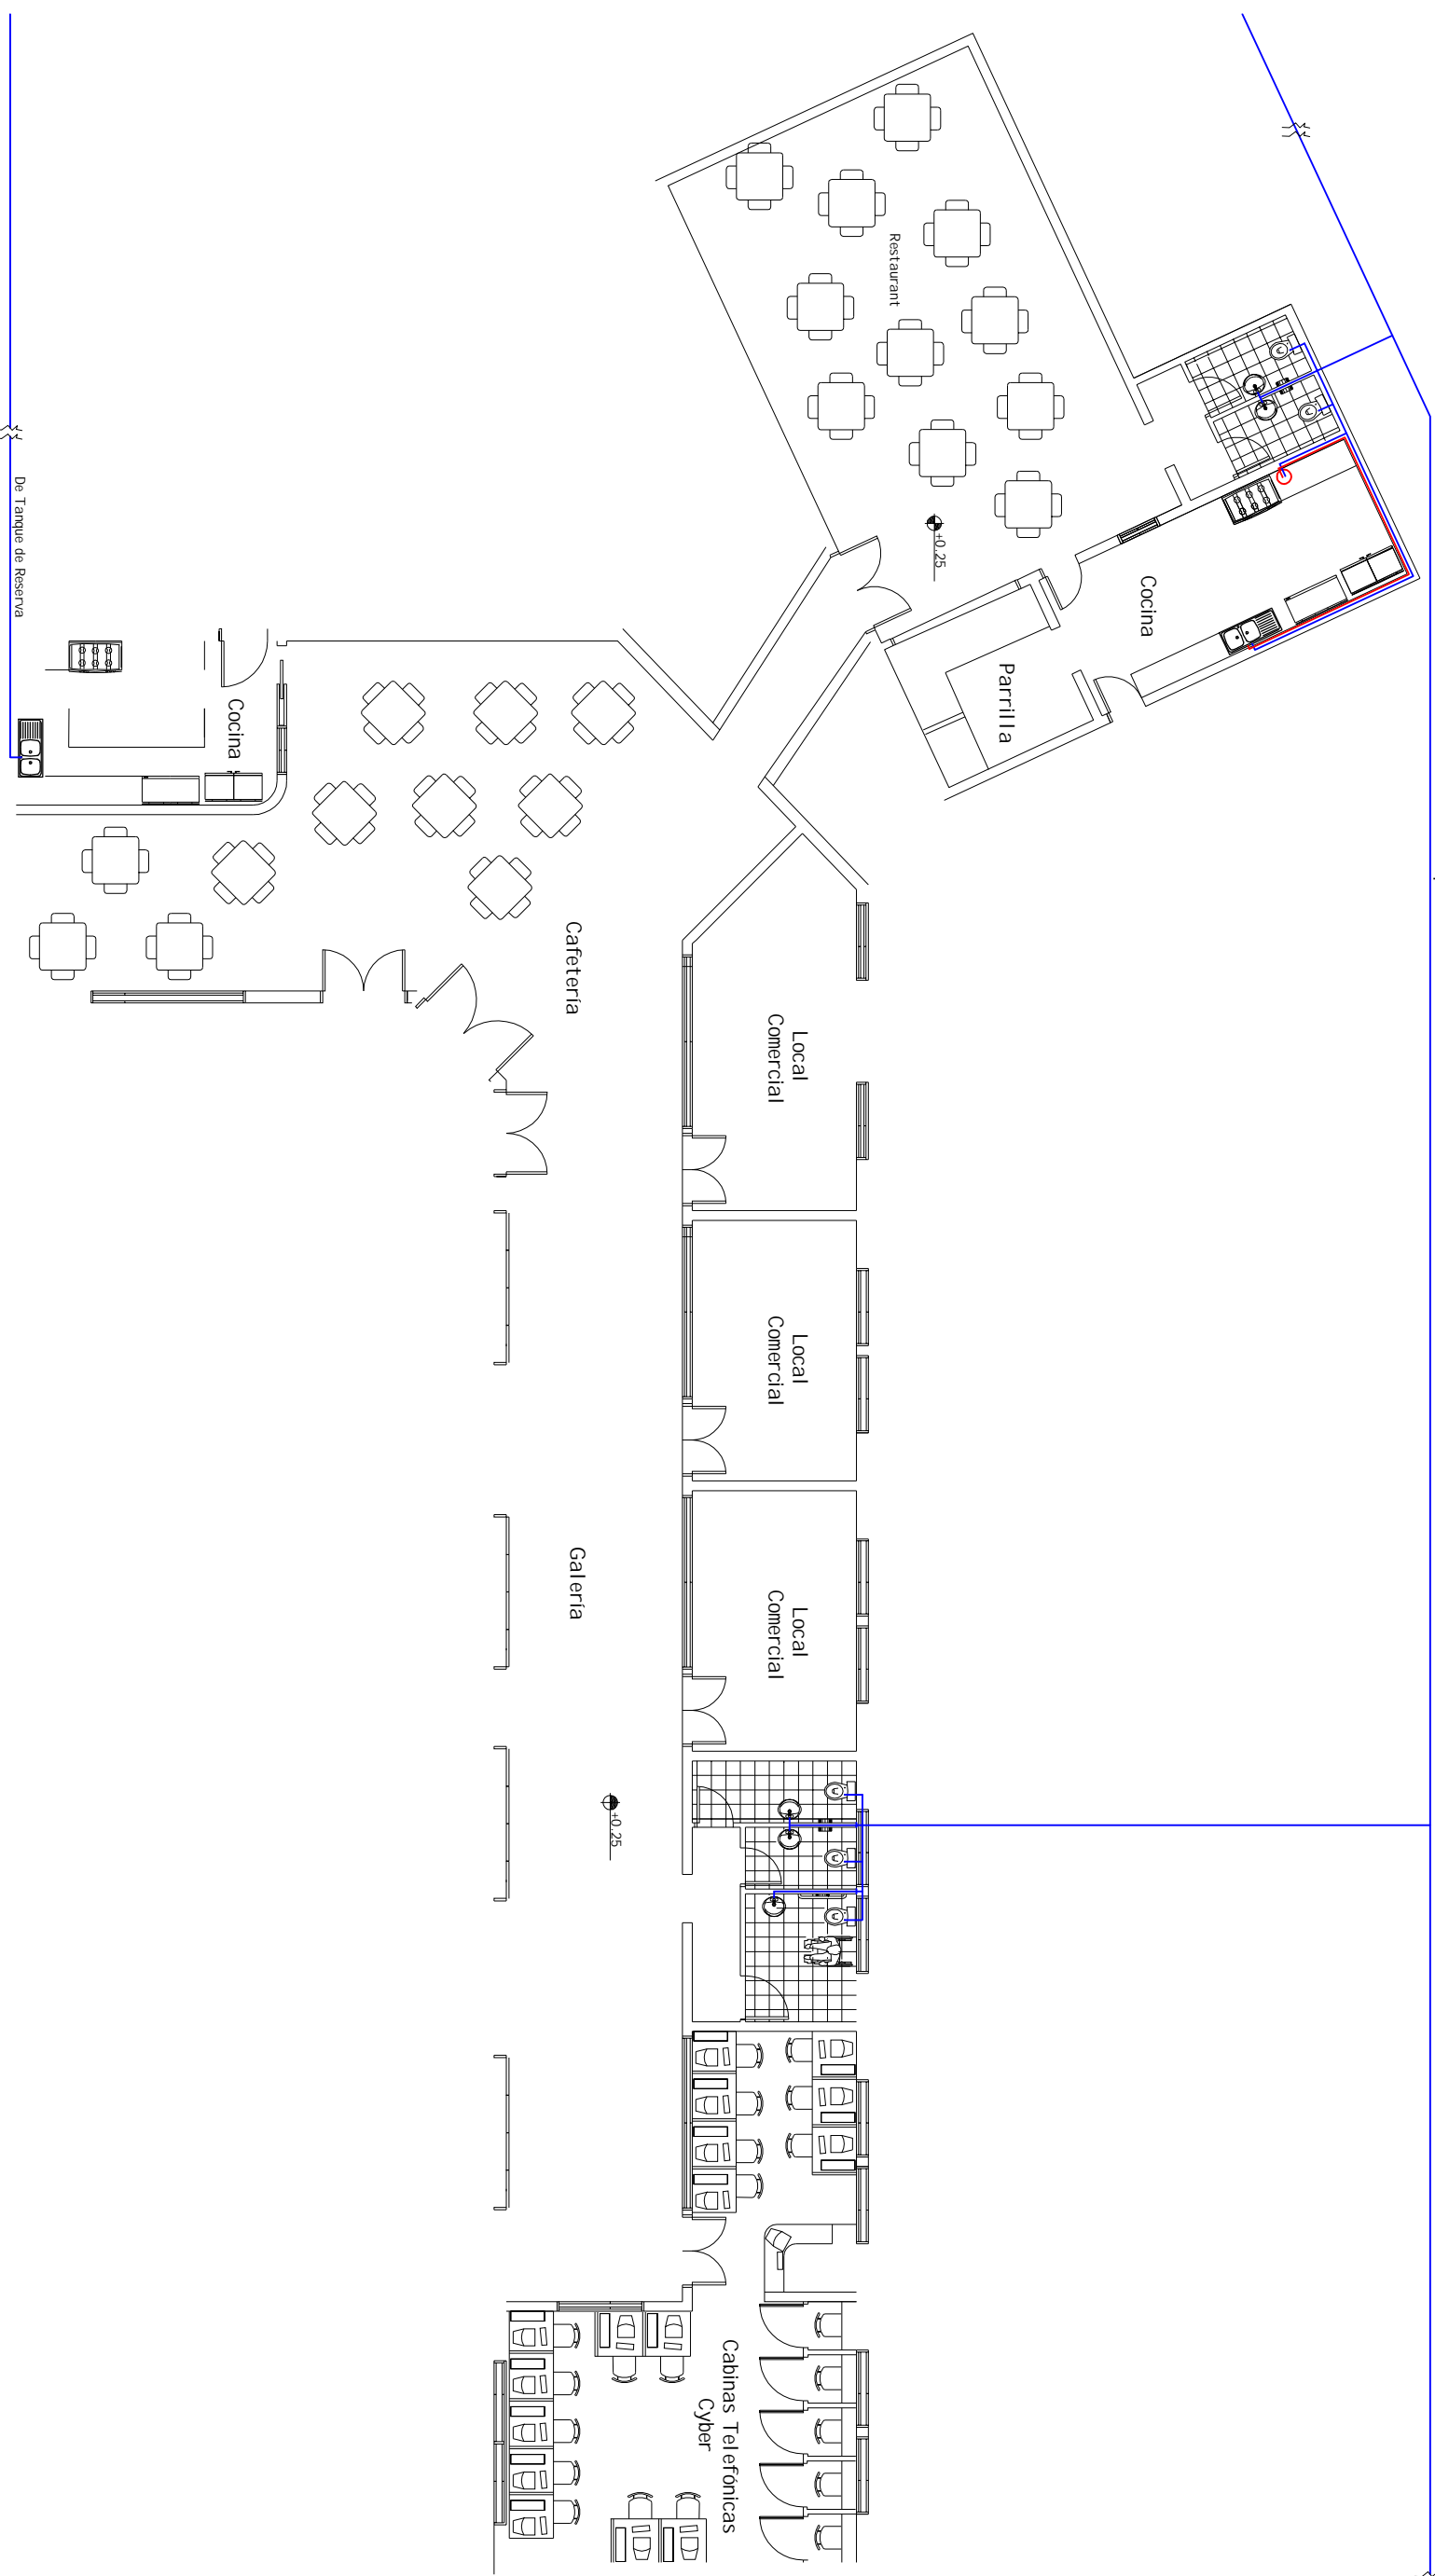 Restaurant
+0.25
Cocina
Parrilla
De Tanque de Reserva
Cocina
Cafetería
Local
Comercial
Local
Comercial
Galería
Local
Comercial
+0.25
Cabinas Telefónicas
Cyber